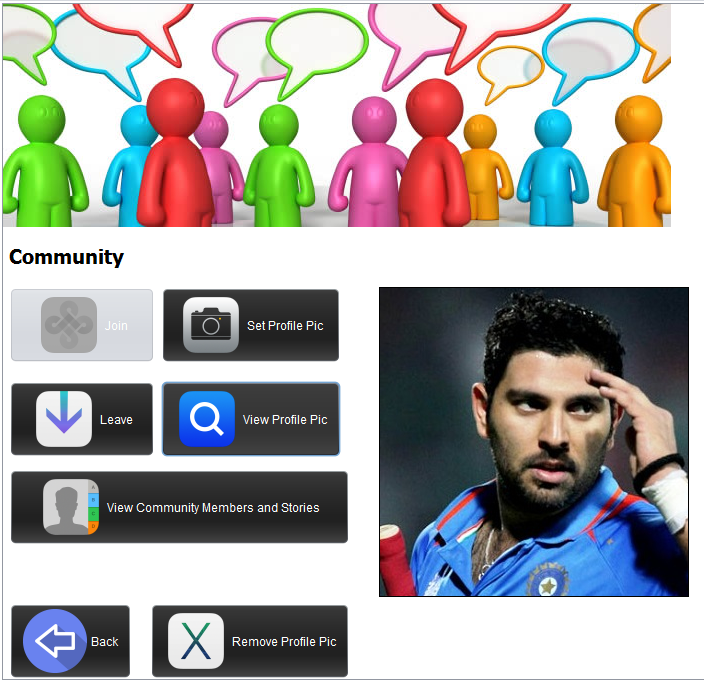 Community
Join
Set Profile Pic
Leave
View Profile Pic
A
B
C
D
View Community Members and Stories
Back
Remove Profile Pic